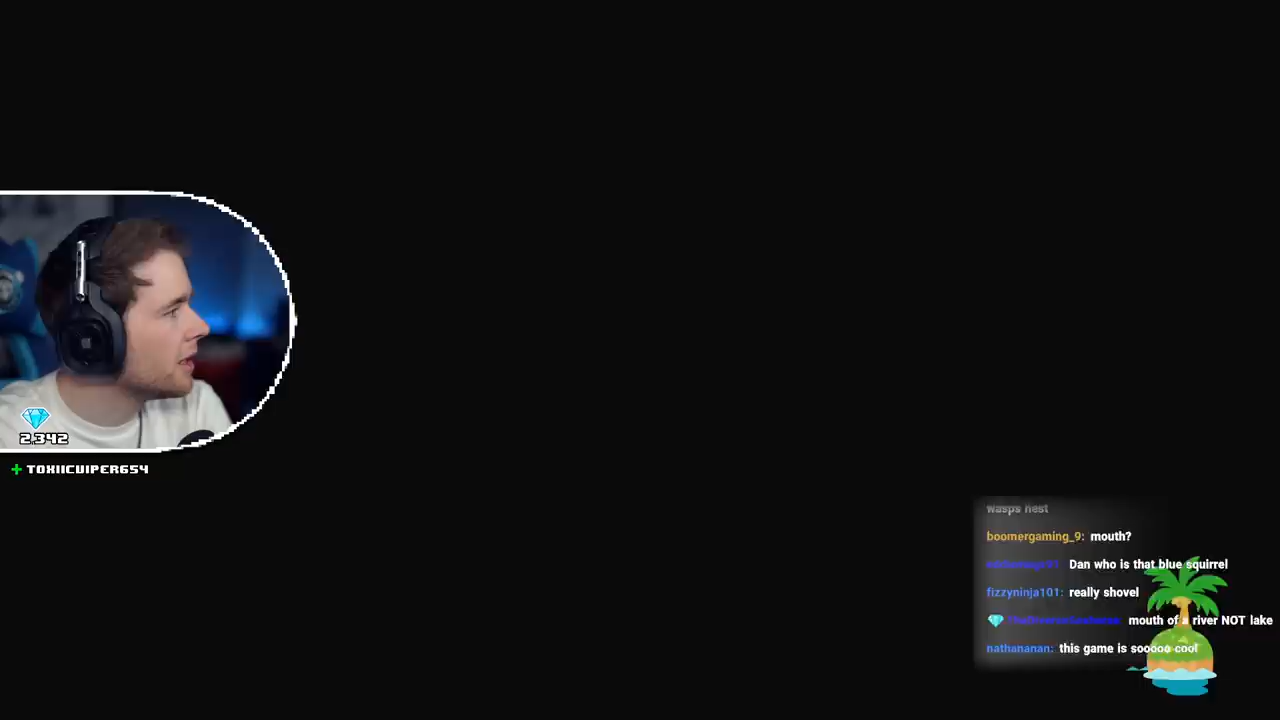 2,342
+ TOXIICVIPER654
wasps nest
boomergaming_9: mouth?
Dan who is that blue squirrel
fizzyninja101: really shovel
mouth of a river NOT lake
nathananan: this game is sooooo cool